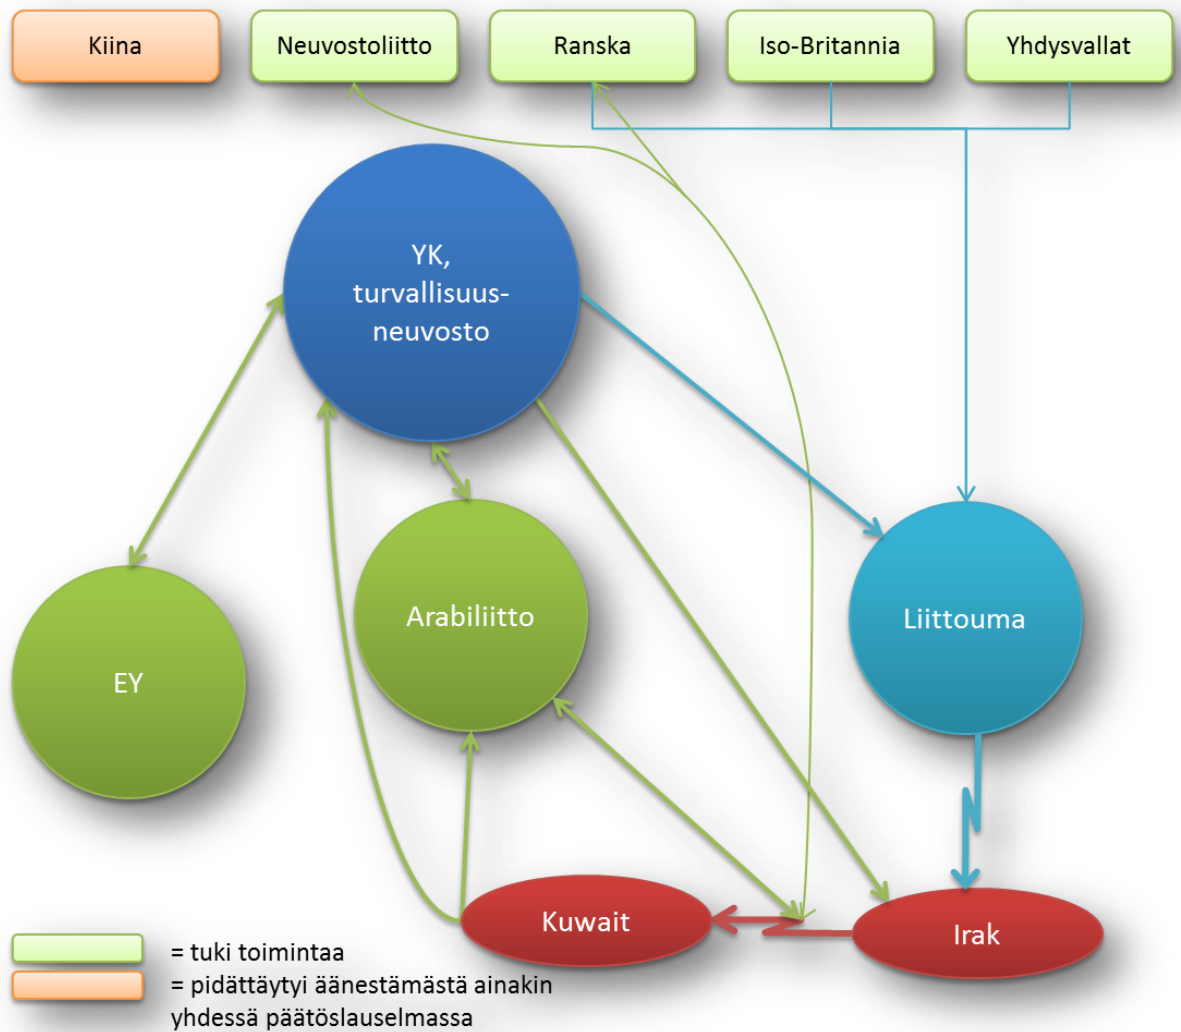 Kiina
Neuvostoliitto
Ranska
Iso-Britannia
Yhdysvallat
YK,
turvallisuus-
neuvosto
Arabiliitto
Liittouma
EY
Kuwait
Irak
= tuki toimintaa
= pidättäytyi äänestämästä ainakin
yhdessä päätöslauselmassa